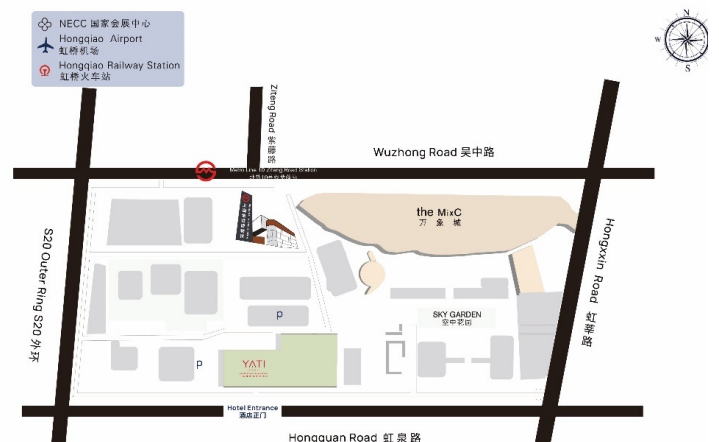 NECC 国家会展中心
Hongqiao Airport
虹桥机场
Hongqiao Railway Station
虹桥火车站
N
W
S
Ziteng Road 紫藤路
Wuzhong Road 吴中路
the MixC
万象城
S20 Outer Ring S20 外环
Hongxin Road 虹莘路
P
SKY GARDEN
空中花园
P
YATI
Hotel Entrance
酒店正门
Hongquan Road 虹泉路